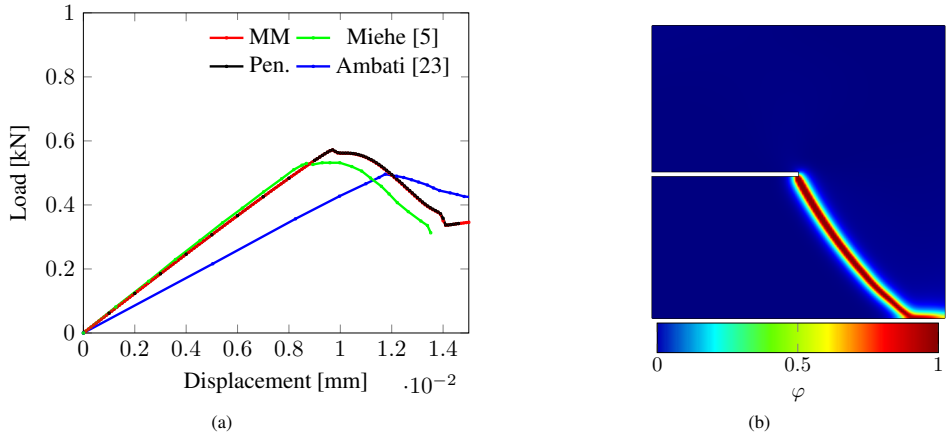 1
0.8
0.6
0.4
0.2
0
Load [kN]
MM Miehe [5]
Pen. Ambati [23]
0 0.2 0.4 0.6 0.8 1 1.2 1.4
Displacement [mm] ·10⁻²
(a)
0 0.5 1
φ
(b)